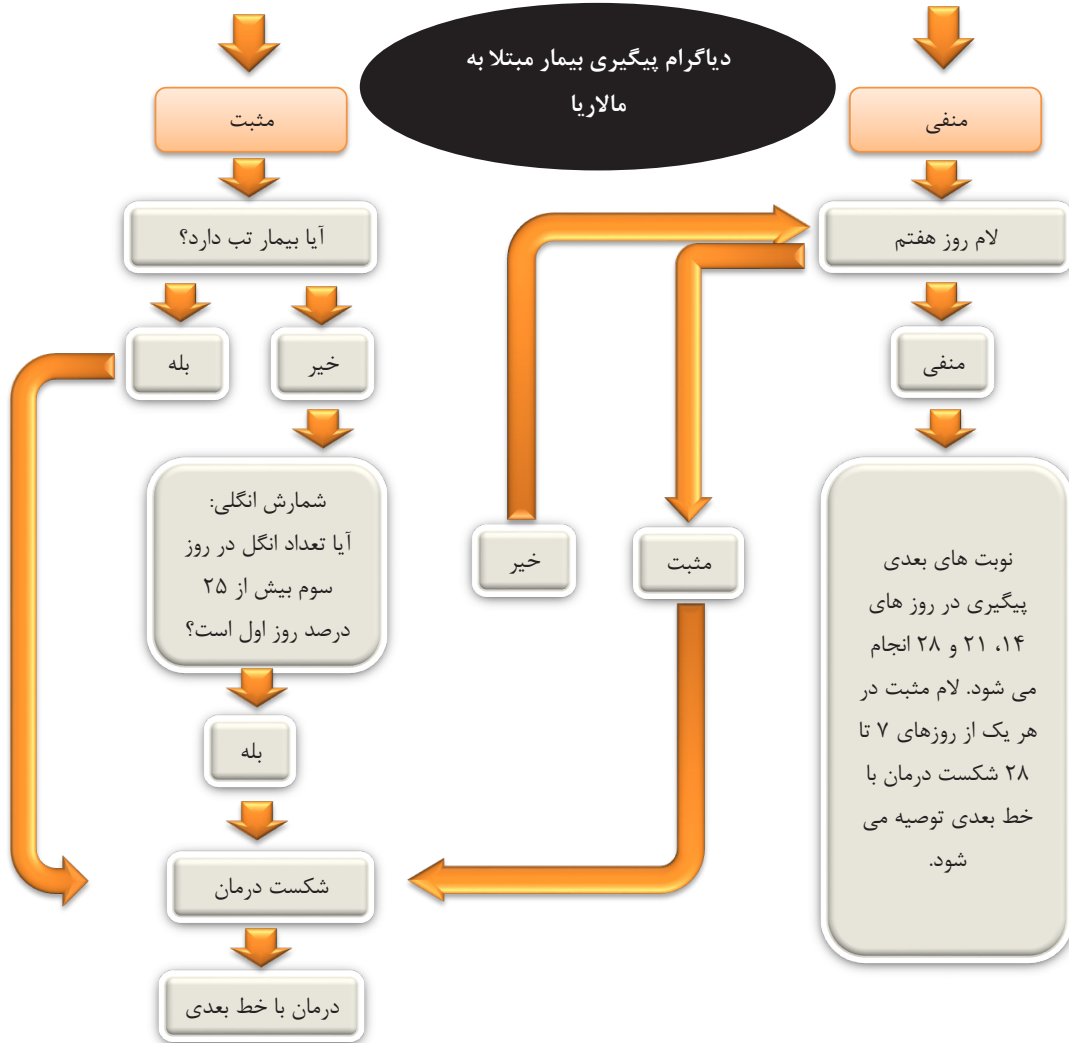 دیاگرام پیگیری بیمار مبتلا به
مالاریا
منفی
لام روز هفتم
منفی
نوبت های بعدی
پیگیری در روز های
۱۴، ۲۱ و ۲۸ انجام
می شود. لام مثبت در
هر یک از روزهای ۷ تا
۲۸ شکست درمان با
خط بعدی توصیه می
شود.
مثبت
خیر
مثبت
آیا بیمار تب دارد؟
خیر
بله
شمارش انگلی:
آیا تعداد انگل در روز
سوم بیش از ۲۵
درصد روز اول است؟
بله
شکست درمان
درمان با خط بعدی